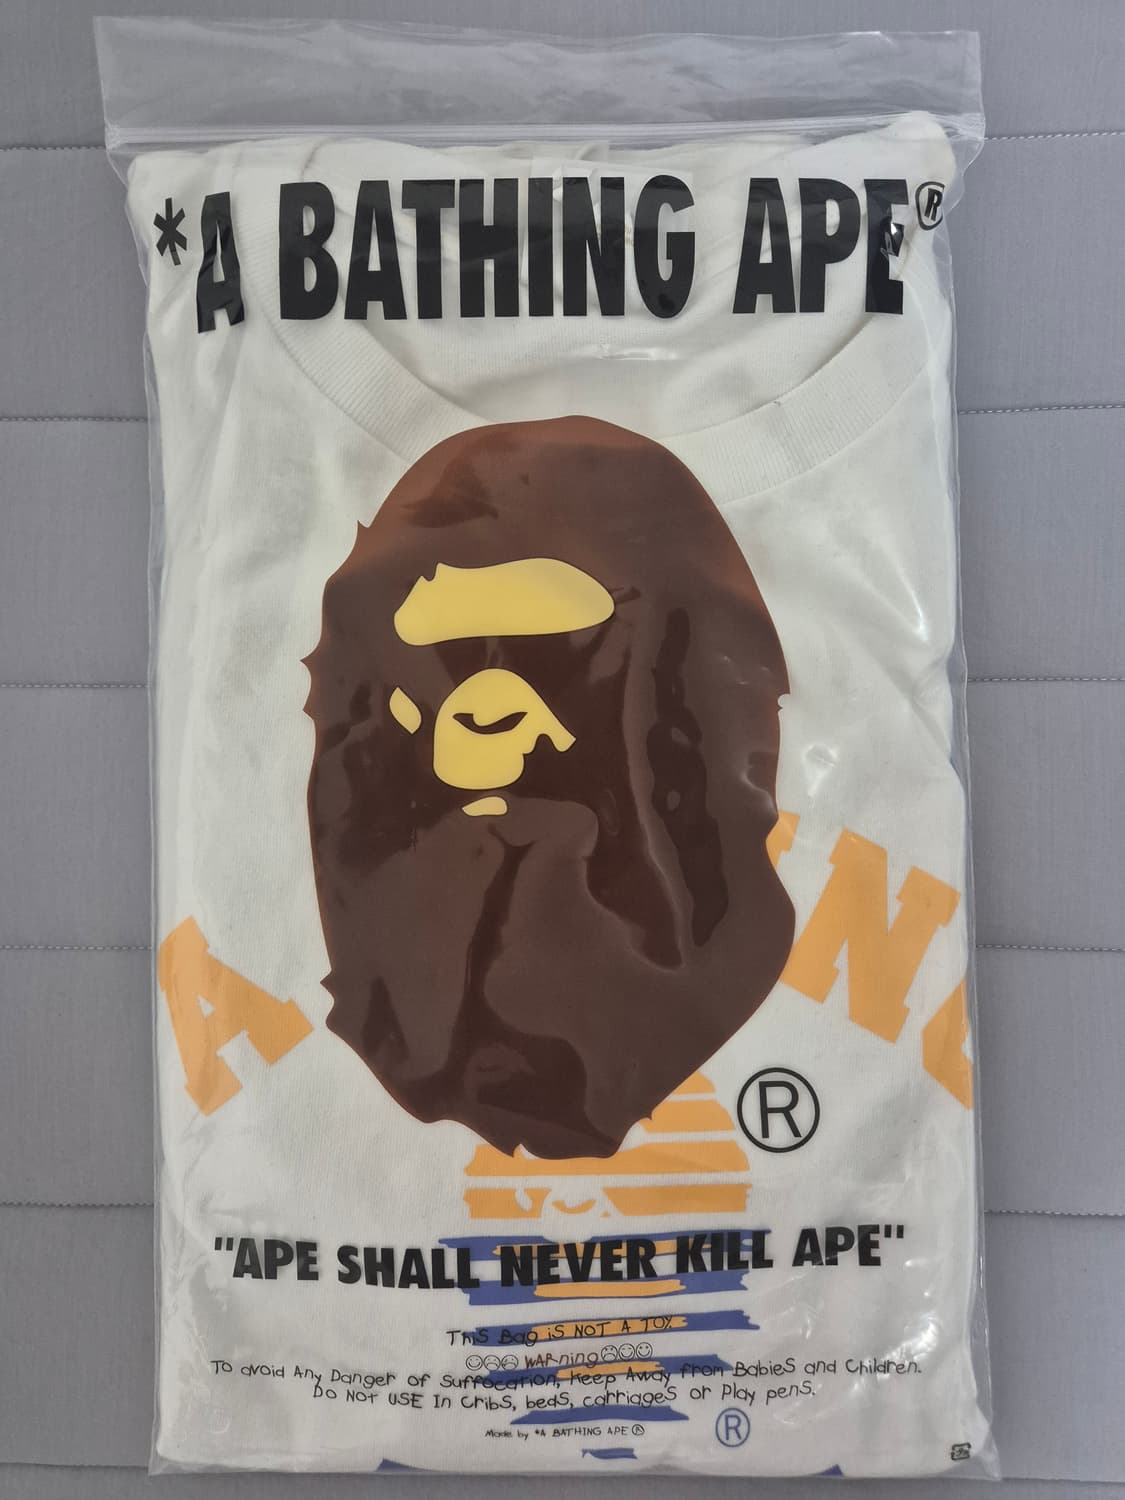 *A BATHING APE®
A
NG
®
"APE SHALL NEVER KILL APE"
THiS Bag iS NOT A TOY.
WARning
To avoid Any Danger of Suffocation, Keep Away from BabieS and Children.
Do NOt USE In CribS, bedS, carriageS or Play penS.
Made by *A BATHING APE ®
®